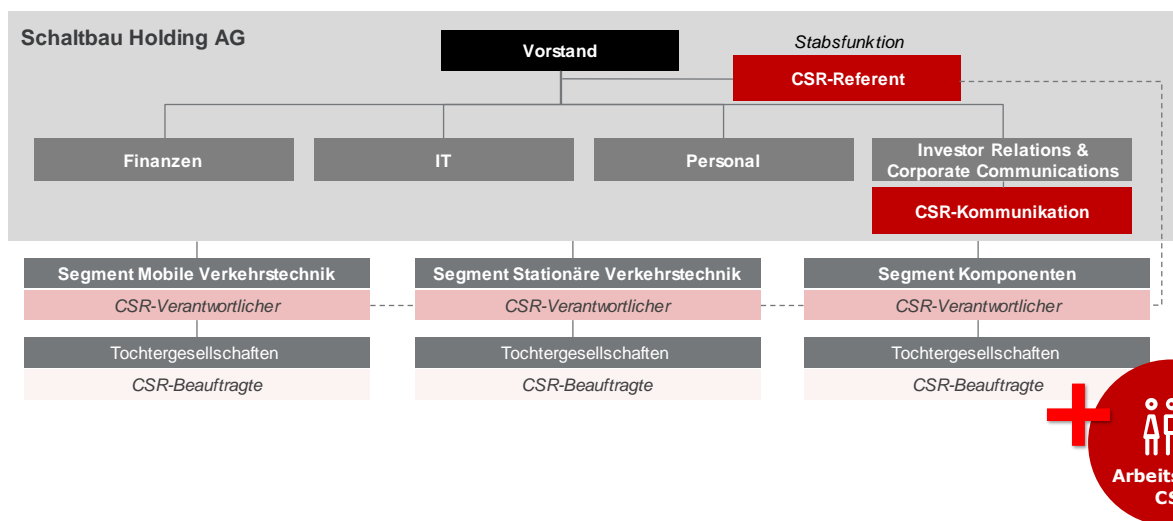 Schaltbau Holding AG
Vorstand
Stabsfunktion
CSR-Referent
Finanzen
IT
Personal
Investor Relations &
Corporate Communications
CSR-Kommunikation
Segment Mobile Verkehrstechnik
Segment Stationäre Verkehrstechnik
Segment Komponenten
CSR-Verantwortlicher
CSR-Verantwortlicher
CSR-Verantwortlicher
Tochtergesellschaften
Tochtergesellschaften
Tochtergesellschaften
CSR-Beauftragte
CSR-Beauftragte
CSR-Beauftragte